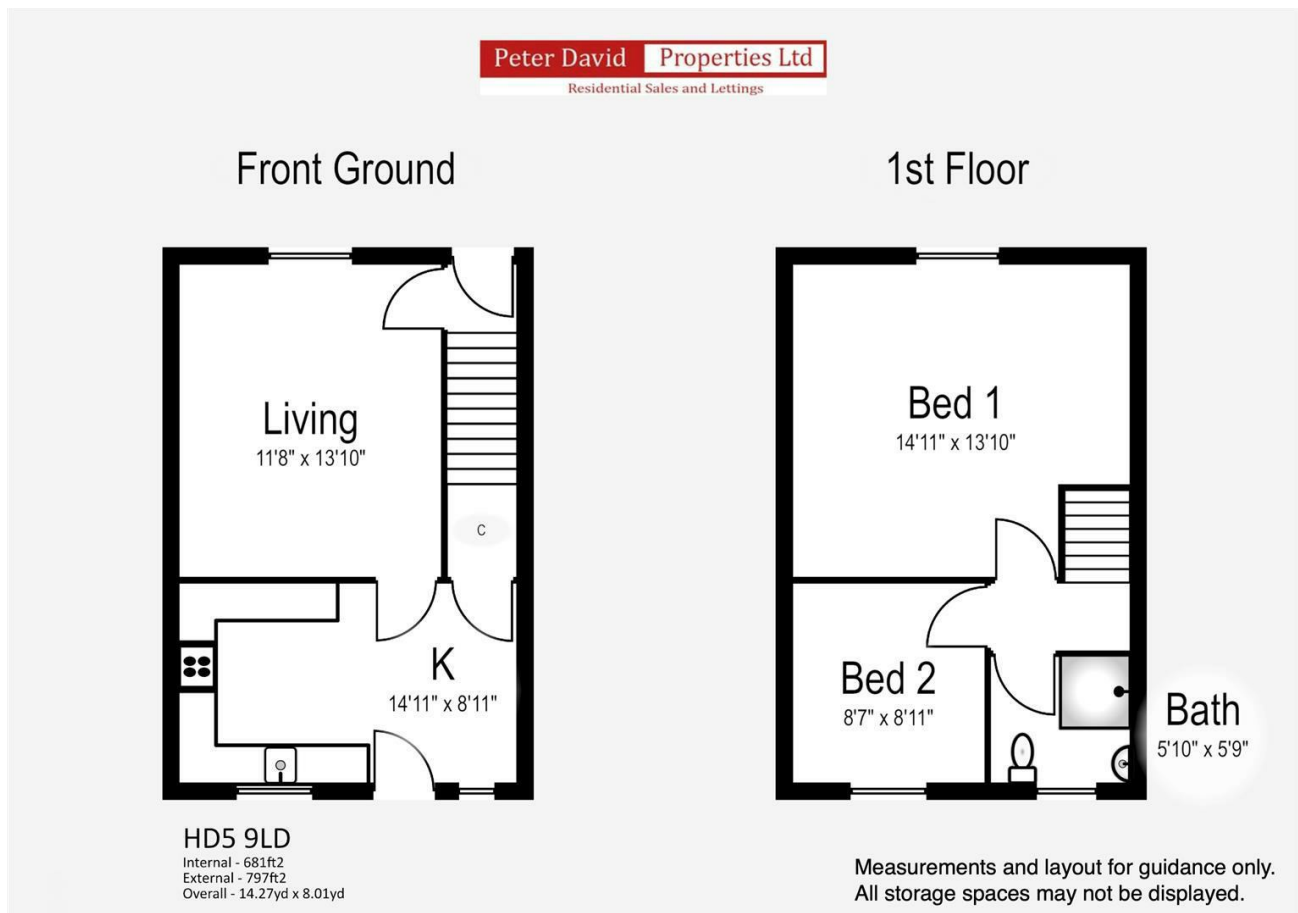 Peter David Properties Ltd
Residential Sales and Lettings
Front Ground
1st Floor
Living
11'8" x 13'10"
C
K
14'11" x 8'11"
Bed 1
14'11" x 13'10"
Bed 2
8'7" x 8'11"
Bath
5'10" x 5'9"
HD5 9LD
Internal - 681ft2
External - 797ft2
Overall - 14.27yd x 8.01yd
Measurements and layout for guidance only.
All storage spaces may not be displayed.